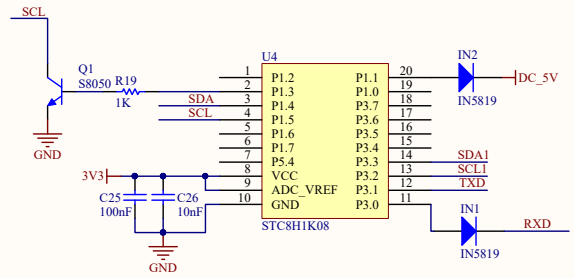 SCL
Q1
S8050
R19
1K
SDA
SCL
U4
1 P1.2 P1.1 20
2 P1.3 P1.0 19
3 P1.4 P3.7 18
4 P1.5 P3.6 17
5 P1.6 P3.5 16
6 P1.7 P3.4 15
7 P5.4 P3.3 14
8 VCC P3.2 13
9 ADC_VREF P3.1 12
10 GND P3.0 11
STC8H1K08
IN2
IN5819
DC_5V
SDA1
SCL1
TXD
IN1
IN5819
RXD
GND
3V3
C25
100nF
C26
10nF
GND